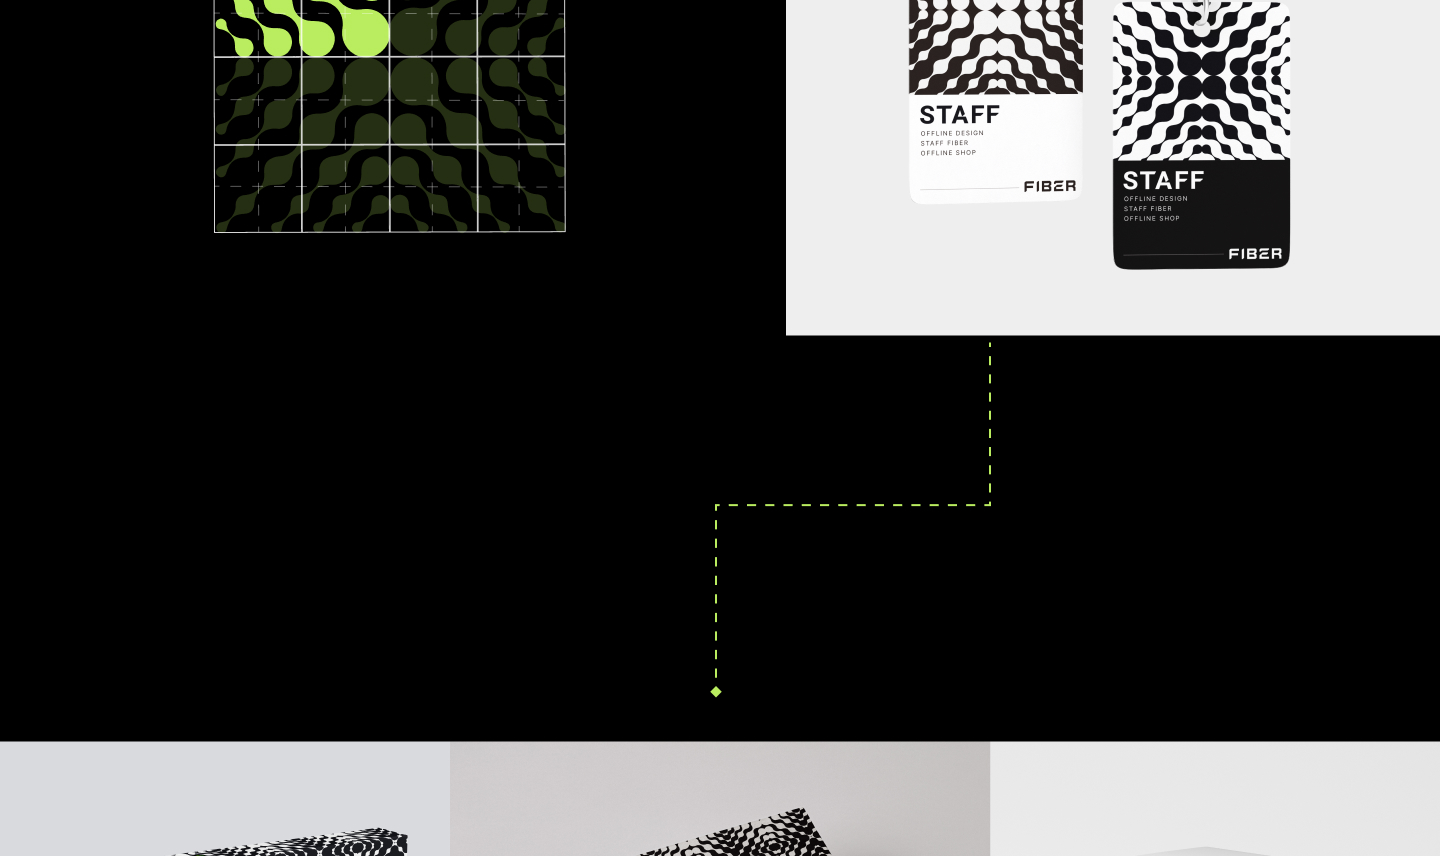 STAFF
OFFLINE DESIGN
STAFF FIBER
OFFLINE SHOP
FIBER
STAFF
OFFLINE DESIGN
STAFF FIBER
OFFLINE SHOP
FIBER